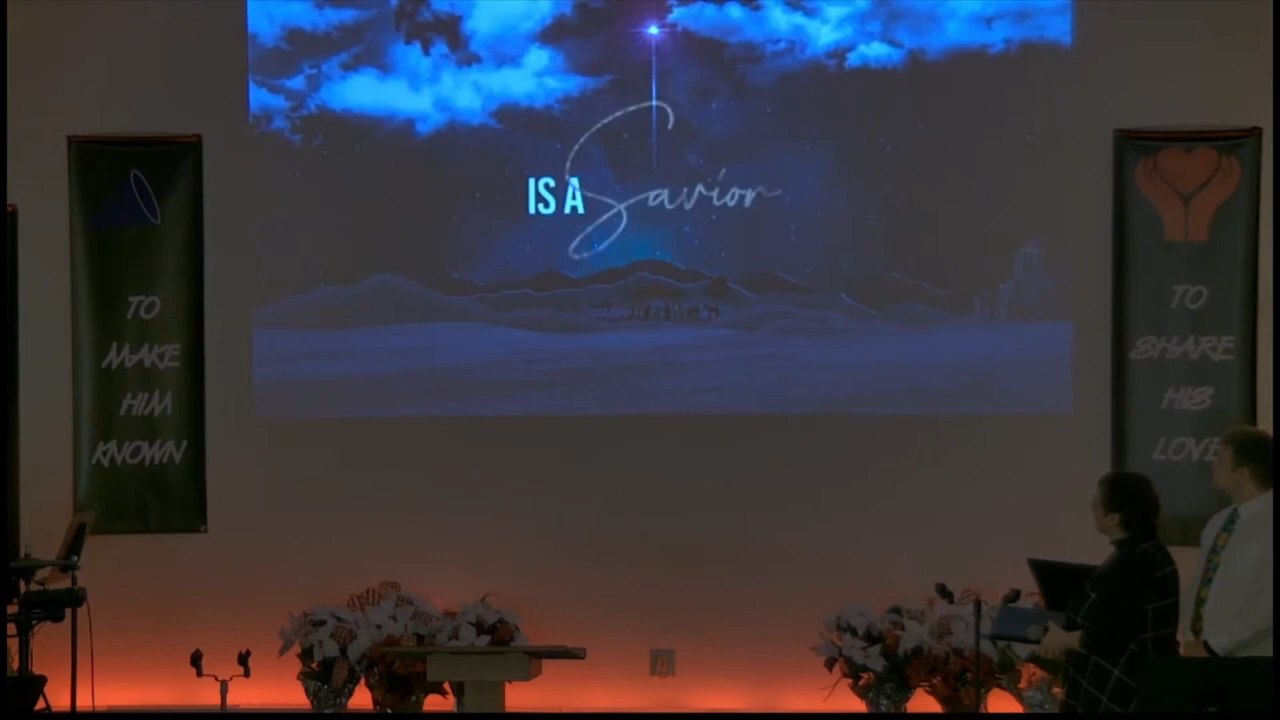 IS A Savior
TO
MAKE
HIM
KNOWN
TO
SHARE
HIS
LOVE